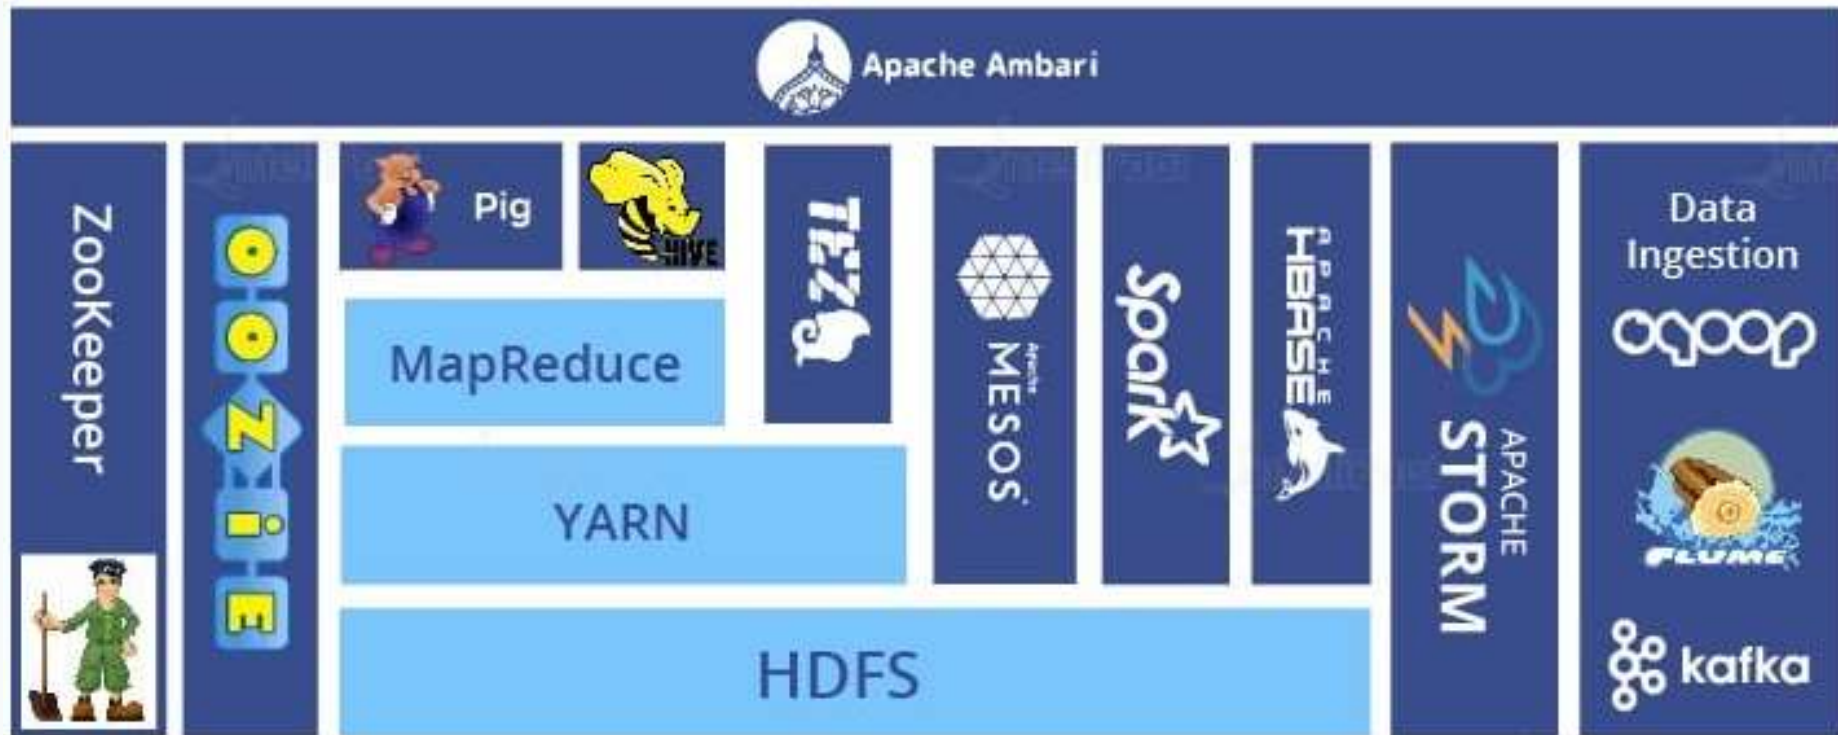 Apache Ambari
ZooKeeper
OOZiE
Pig
HIVE
TEZ
Apache
MESOS
Spark
APACHE
HBASE
APACHE
STORM
Data
Ingestion
sqoop
FLUME
kafka
MapReduce
YARN
HDFS